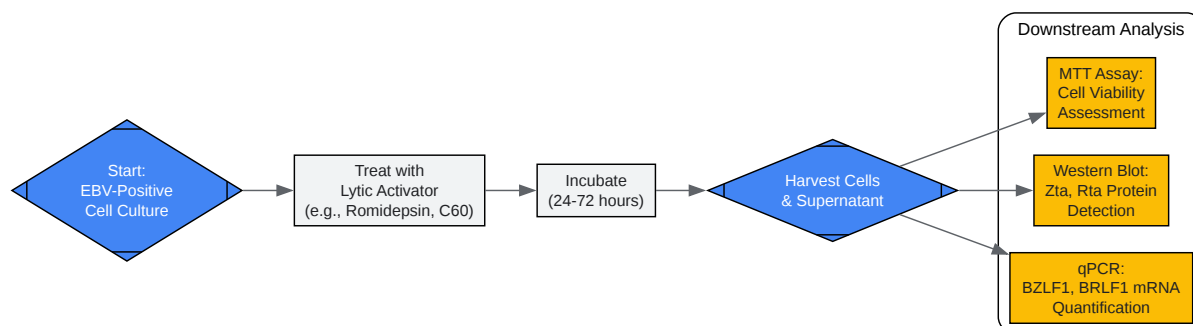 Start:
EBV-Positive
Cell Culture
Treat with
Lytic Activator
(e.g., Romidepsin, C60)
Incubate
(24-72 hours)
Harvest Cells
& Supernatant
Downstream Analysis
MTT Assay:
Cell Viability
Assessment
Western Blot:
Zta, Rta Protein
Detection
qPCR:
BZLF1, BRLF1 mRNA
Quantification